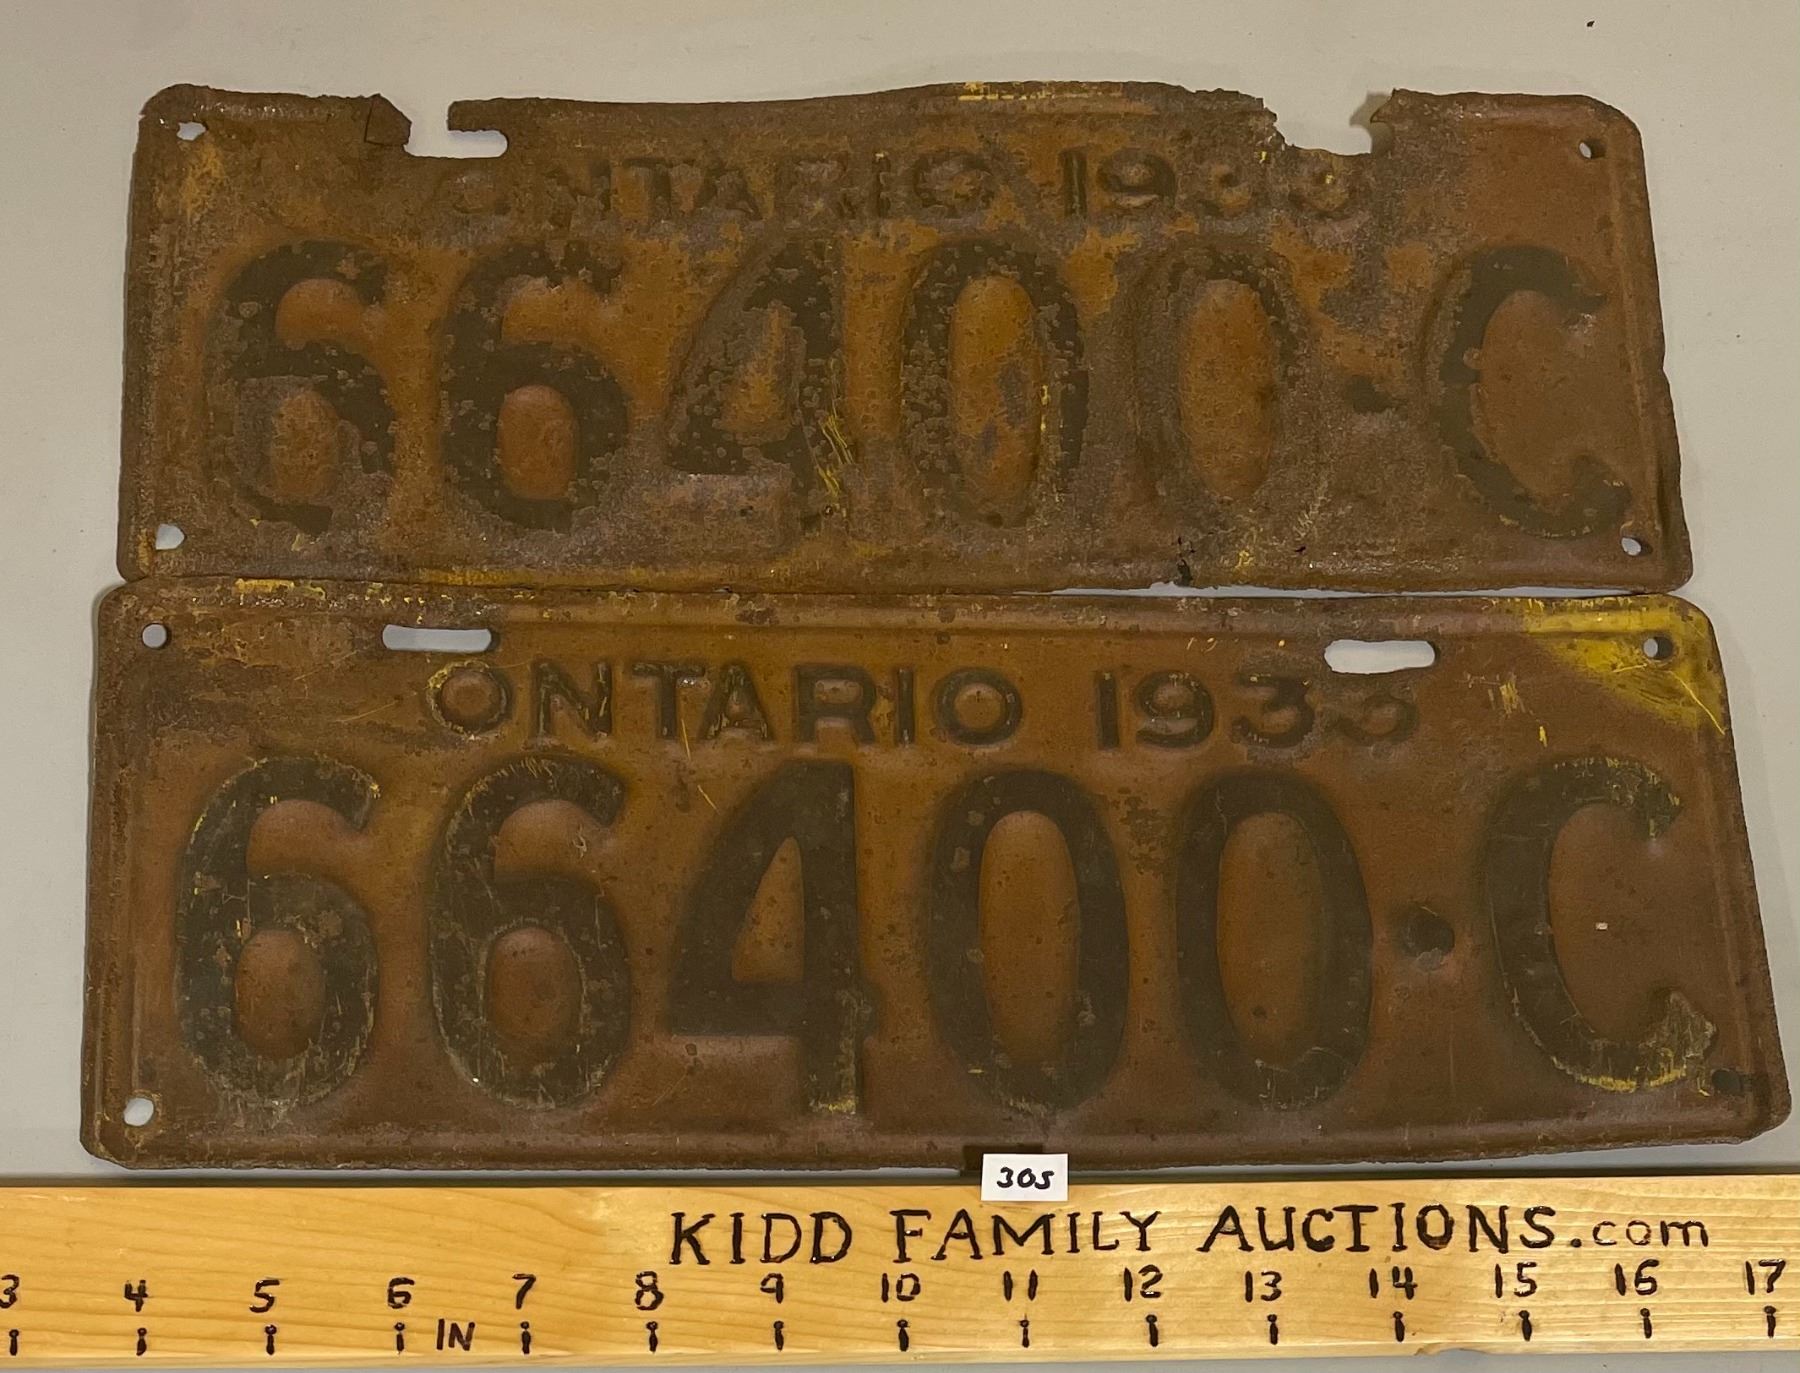 ONTARIO 1933
66400·C
ONTARIO 1933
66400·C
305
KIDD FAMILY AUCTIONS.com
3 4 5 6 7 8 9 10 11 12 13 14 15 16 17
IN